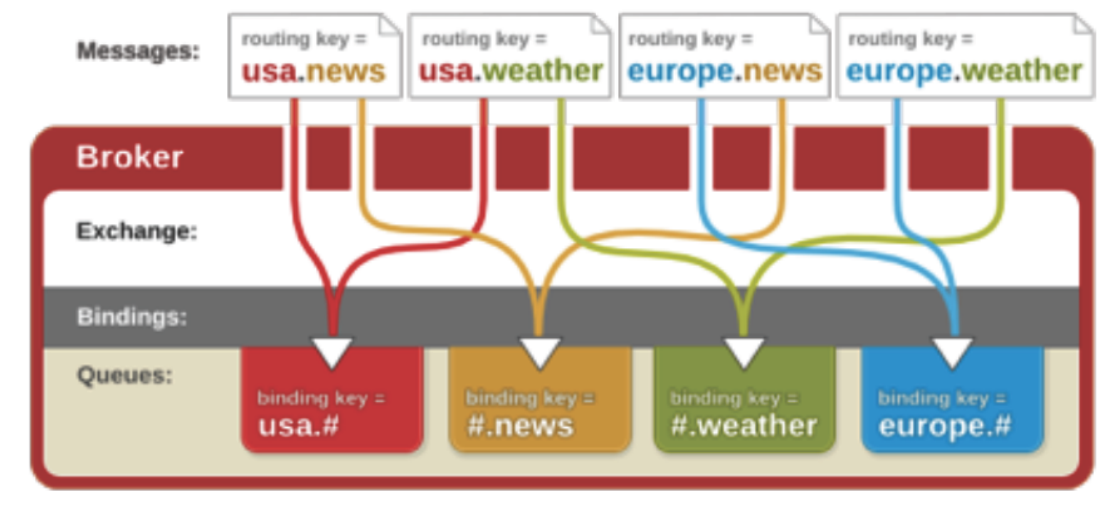 Messages:
routing key =
usa.news
routing key =
usa.weather
routing key =
europe.news
routing key =
europe.weather
Broker
Exchange:
Bindings:
Queues:
binding key =
usa.#
binding key =
#.news
binding key =
#.weather
binding key =
europe.#